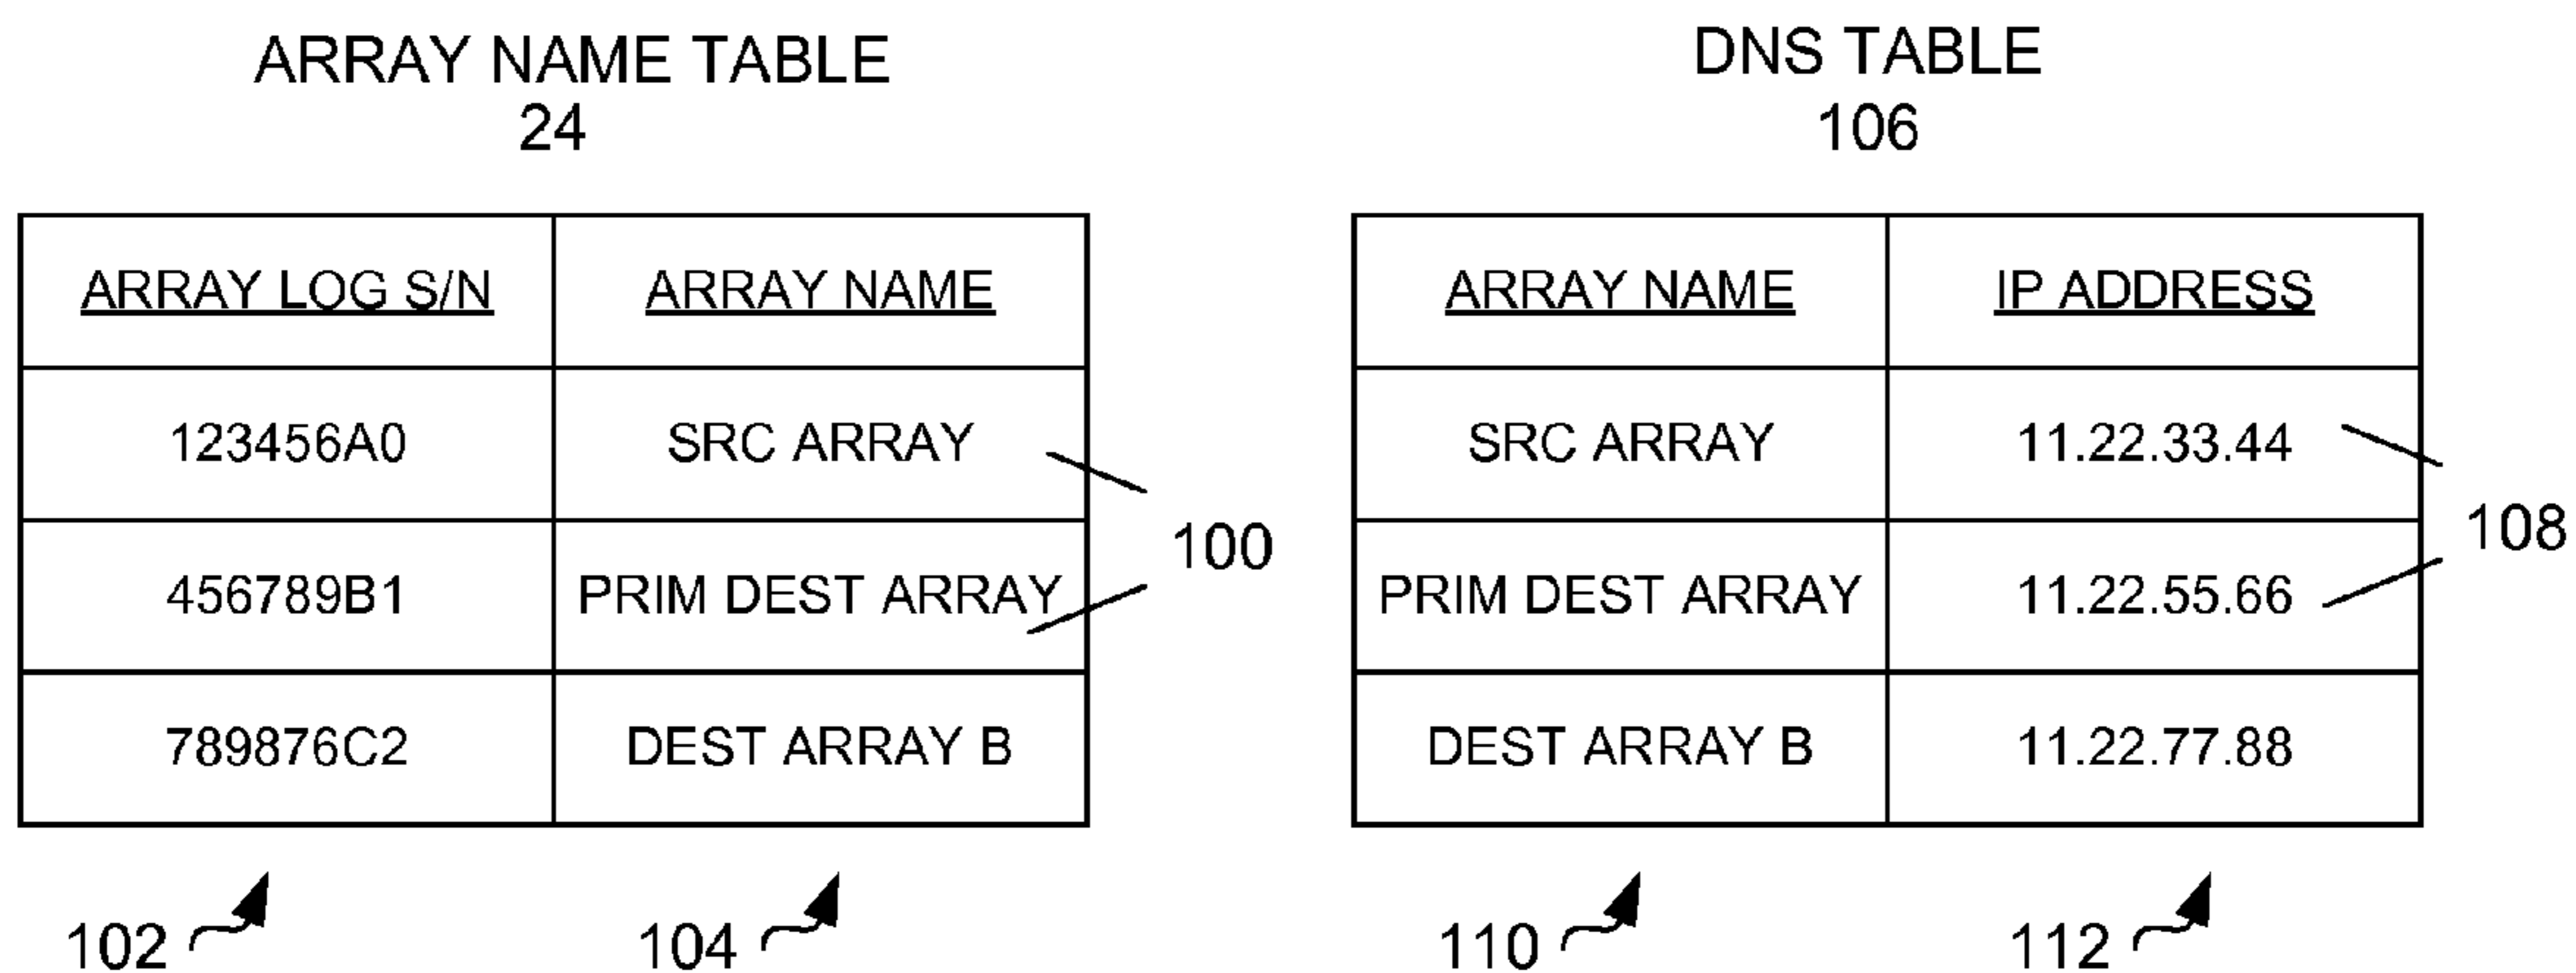 ARRAY NAME TABLE
24
ARRAY LOG S/N ARRAY NAME
123456A0 SRC ARRAY
456789B1 PRIM DEST ARRAY
789876C2 DEST ARRAY B
100
102 104
DNS TABLE
106
ARRAY NAME IP ADDRESS
SRC ARRAY 11.22.33.44
PRIM DEST ARRAY 11.22.55.66
DEST ARRAY B 11.22.77.88
108
110 112